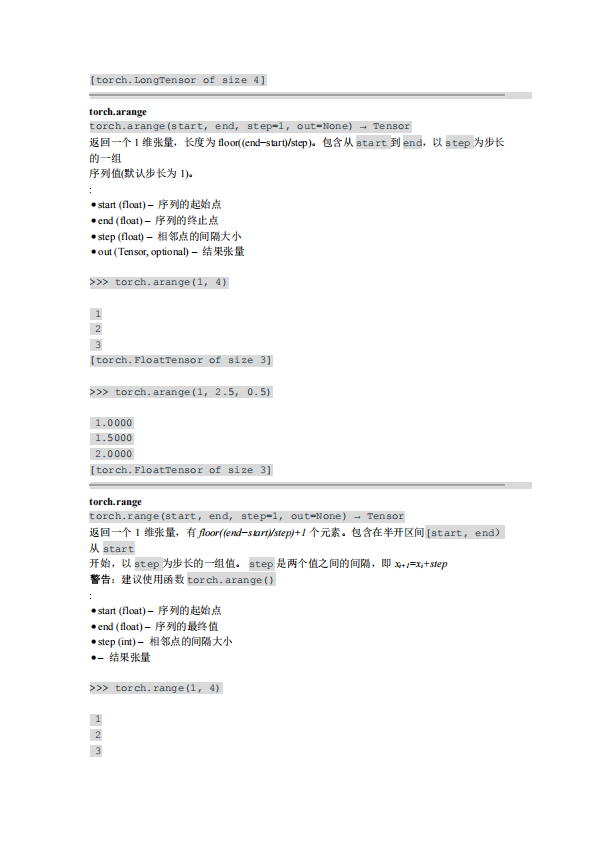 [torch.LongTensor of size 4]
torch.arange
torch.arange(start, end, step=1, out=None) → Tensor
返回一个 1 维张量，长度为 floor((end−start)/step)。包含从 start 到 end，以 step 为步长
的一组
序列值(默认步长为 1)。
:
●start (float) – 序列的起始点
●end (float) – 序列的终止点
●step (float) – 相邻点的间隔大小
●out (Tensor, optional) – 结果张量
>>> torch.arange(1, 4)
1
2
3
[torch.FloatTensor of size 3]
>>> torch.arange(1, 2.5, 0.5)
1.0000
1.5000
2.0000
[torch.FloatTensor of size 3]
torch.range
torch.range(start, end, step=1, out=None) → Tensor
返回一个 1 维张量，有 floor((end−start)/step)+1 个元素。包含在半开区间[start, end）
从 start
开始，以 step 为步长的一组值。 step 是两个值之间的间隔，即 xᵢ₊₁=xᵢ+step
警告：建议使用函数 torch.arange()
:
●start (float) – 序列的起始点
●end (float) – 序列的最终值
●step (int) – 相邻点的间隔大小
●– 结果张量
>>> torch.range(1, 4)
1
2
3